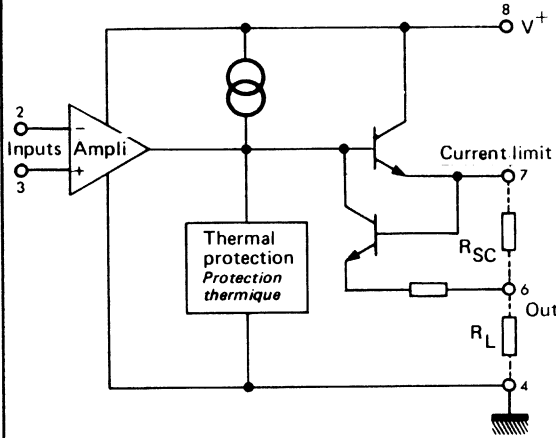 8
V+
2
−
Inputs
Ampli
+
3
Current limit
7
Thermal
protection
Protection
thermique
RSC
6
Out
RL
4